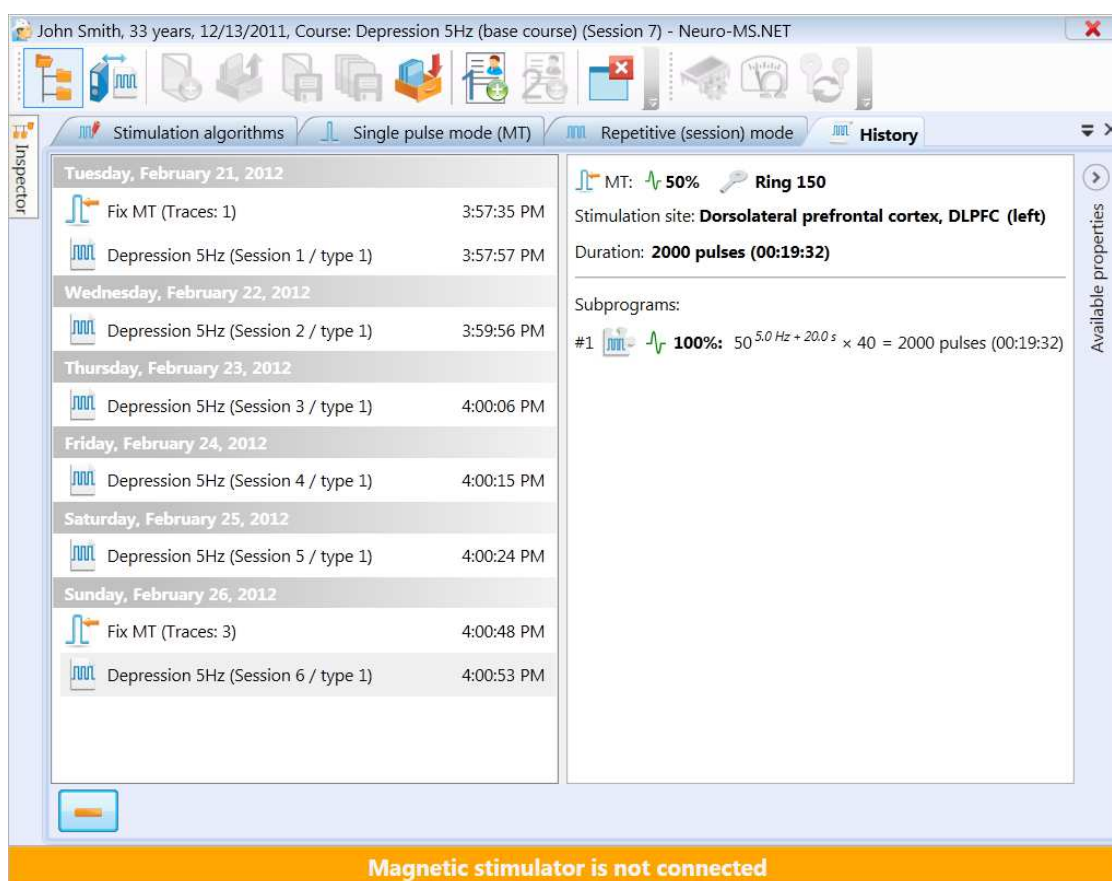 John Smith, 33 years, 12/13/2011, Course: Depression 5Hz (base course) (Session 7) - Neuro-MS.NET
Stimulation algorithms Single pulse mode (MT) Repetitive (session) mode History
Inspector
Tuesday, February 21, 2012
Fix MT (Traces: 1) 3:57:35 PM
Depression 5Hz (Session 1 / type 1) 3:57:57 PM
Wednesday, February 22, 2012
Depression 5Hz (Session 2 / type 1) 3:59:56 PM
Thursday, February 23, 2012
Depression 5Hz (Session 3 / type 1) 4:00:06 PM
Friday, February 24, 2012
Depression 5Hz (Session 4 / type 1) 4:00:15 PM
Saturday, February 25, 2012
Depression 5Hz (Session 5 / type 1) 4:00:24 PM
Sunday, February 26, 2012
Fix MT (Traces: 3) 4:00:48 PM
Depression 5Hz (Session 6 / type 1) 4:00:53 PM
MT: 50% Ring 150
Stimulation site: Dorsolateral prefrontal cortex, DLPFC (left)
Duration: 2000 pulses (00:19:32)
Subprograms:
#1 100%: 50 5.0 Hz + 20.0 s × 40 = 2000 pulses (00:19:32)
Available properties
Magnetic stimulator is not connected